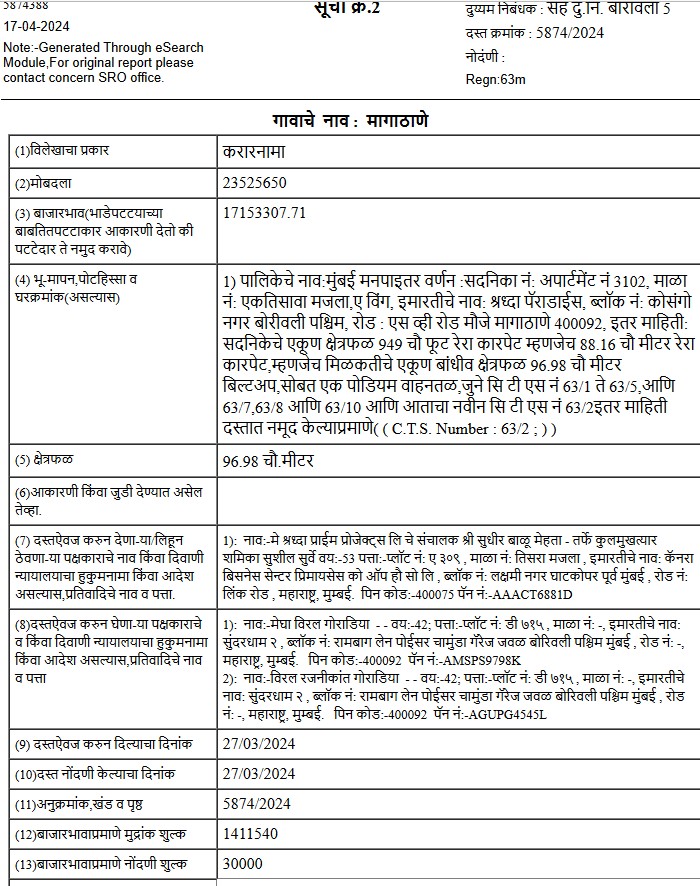 5874388
सूची क्र.2
दुय्यम निबंधक : सह दु.नि. बोरीवली 5
17-04-2024
दस्त क्रमांक : 5874/2024
Note:-Generated Through eSearch
Module,For original report please
contact concern SRO office.
नोदंणी :
Regn:63m
गावाचे नाव : मागाठाणे
(1)विलेखाचा प्रकार
करारनामा
(2)मोबदला
23525650
(3) बाजारभाव(भाडेपटटयाच्या
बाबतितपटटाकार आकारणी देतो की
पटटेदार ते नमुद करावे)
17153307.71
(4) भू-मापन,पोटहिस्सा व
घरक्रमांक(असल्यास)
1) पालिकेचे नाव:मुंबई मनपाइतर वर्णन :सदनिका नं: अपार्टमेंट नं 3102, माळा
नं: एकतिसावा मजला,ए विंग, इमारतीचे नाव: श्रध्दा पॅराडाईस, ब्लॉक नं: कोसंगो
नगर बोरीवली पश्चिम, रोड : एस व्ही रोड मौजे मागाठाणे 400092, इतर माहिती:
सदनिकेचे एकूण क्षेत्रफळ 949 चौ फूट रेरा कारपेट म्हणजेच 88.16 चौ मीटर रेरा
कारपेट,म्हणजेच मिळकतीचे एकूण बांधीव क्षेत्रफळ 96.98 चौ मीटर
बिल्टअप,सोबत एक पोडियम वाहनतळ,जुने सि टी एस नं 63/1 ते 63/5,आणि
63/7,63/8 आणि 63/10 आणि आताचा नवीन सि टी एस नं 63/2इतर माहिती
दस्तात नमूद केल्याप्रमाणे( ( C.T.S. Number : 63/2 ; ) )
(5) क्षेत्रफळ
96.98 चौ.मीटर
(6)आकारणी किंवा जुडी देण्यात असेल
तेव्हा.
(7) दस्तऐवज करुन देणा-या/लिहून
ठेवणा-या पक्षकाराचे नाव किंवा दिवाणी
न्यायालयाचा हुकुमनामा किंवा आदेश
असल्यास,प्रतिवादिचे नाव व पत्ता.
1): नाव:-मे श्रध्दा प्राईम प्रोजेक्ट्स लि चे संचालक श्री सुधीर बाळू मेहता - तर्फे कुलमुखत्यार
शमिका सुशील सुर्वे वय:-53 पत्ता:-प्लॉट नं: ए ३०९ , माळा नं: तिसरा मजला , इमारतीचे नाव: कॅनरा
बिसनेस सेन्टर प्रिमायसेस को ऑप हौ सो लि , ब्लॉक नं: लक्षमी नगर घाटकोपर पूर्व मुंबई , रोड नं:
लिंक रोड , महाराष्ट्र, मुम्बई. पिन कोड:-400075 पॅन नं:-AAACT6881D
(8)दस्तऐवज करुन घेणा-या पक्षकाराचे
व किंवा दिवाणी न्यायालयाचा हुकुमनामा
किंवा आदेश असल्यास,प्रतिवादिचे नाव
व पत्ता
1): नाव:-मेघा विरल गोराडिया - - वय:-42; पत्ता:-प्लॉट नं: डी ७१५ , माळा नं: -, इमारतीचे नाव:
सुंदरधाम २ , ब्लॉक नं: रामबाग लेन पोईसर चामुंडा गॅरेज जवळ बोरिवली पश्चिम मुंबई , रोड नं: -,
महाराष्ट्र, मुम्बई. पिन कोड:-400092 पॅन नं:-AMSPS9798K
2): नाव:-विरल रजनीकांत गोराडिया - - वय:-42; पत्ता:-प्लॉट नं: डी ७१५ , माळा नं: -, इमारतीचे
नाव: सुंदरधाम २ , ब्लॉक नं: रामबाग लेन पोईसर चामुंडा गॅरेज जवळ बोरिवली पश्चिम मुंबई , रोड
नं: -, महाराष्ट्र, मुम्बई. पिन कोड:-400092 पॅन नं:-AGUPG4545L
(9) दस्तऐवज करुन दिल्याचा दिनांक
27/03/2024
(10)दस्त नोंदणी केल्याचा दिनांक
27/03/2024
(11)अनुक्रमांक,खंड व पृष्ठ
5874/2024
(12)बाजारभावाप्रमाणे मुद्रांक शुल्क
1411540
(13)बाजारभावाप्रमाणे नोंदणी शुल्क
30000